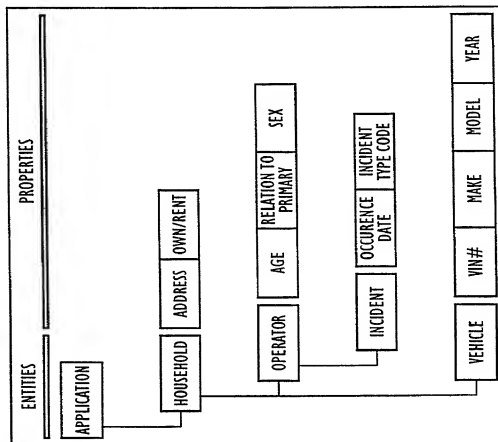 ENTITIES PROPERTIES
APPLICATION
HOUSEHOLD ADDRESS OWN/RENT
OPERATOR AGE RELATION TO PRIMARY SEX
INCIDENT OCCURENCE DATE INCIDENT TYPE CODE
VEHICLE VIN# MAKE MODEL YEAR